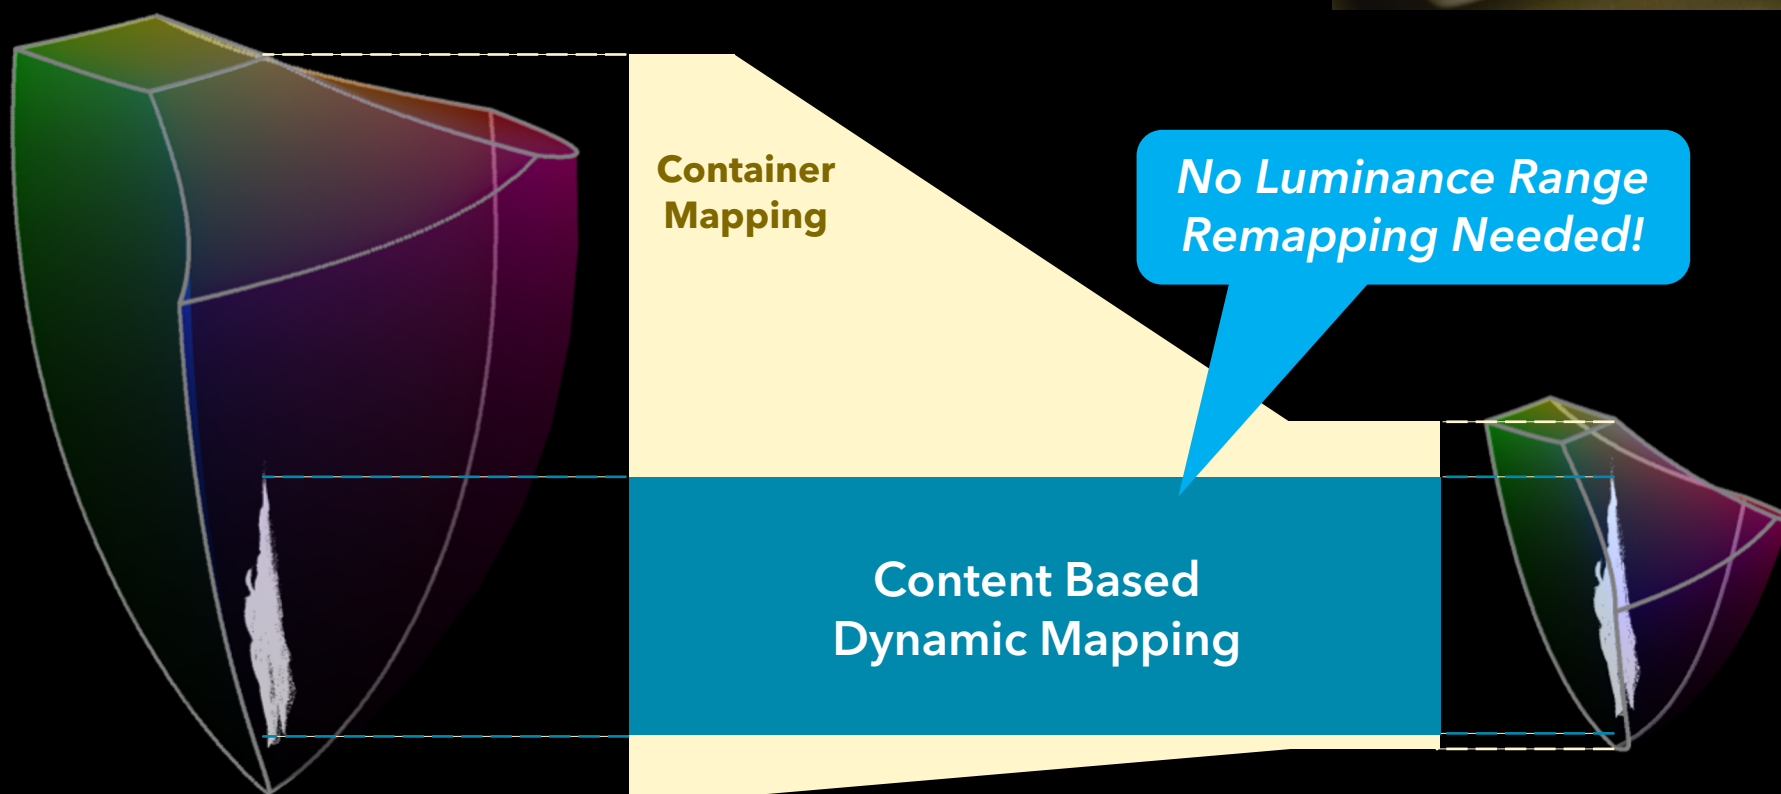 Container
Mapping
No Luminance Range
Remapping Needed!
Content Based
Dynamic Mapping